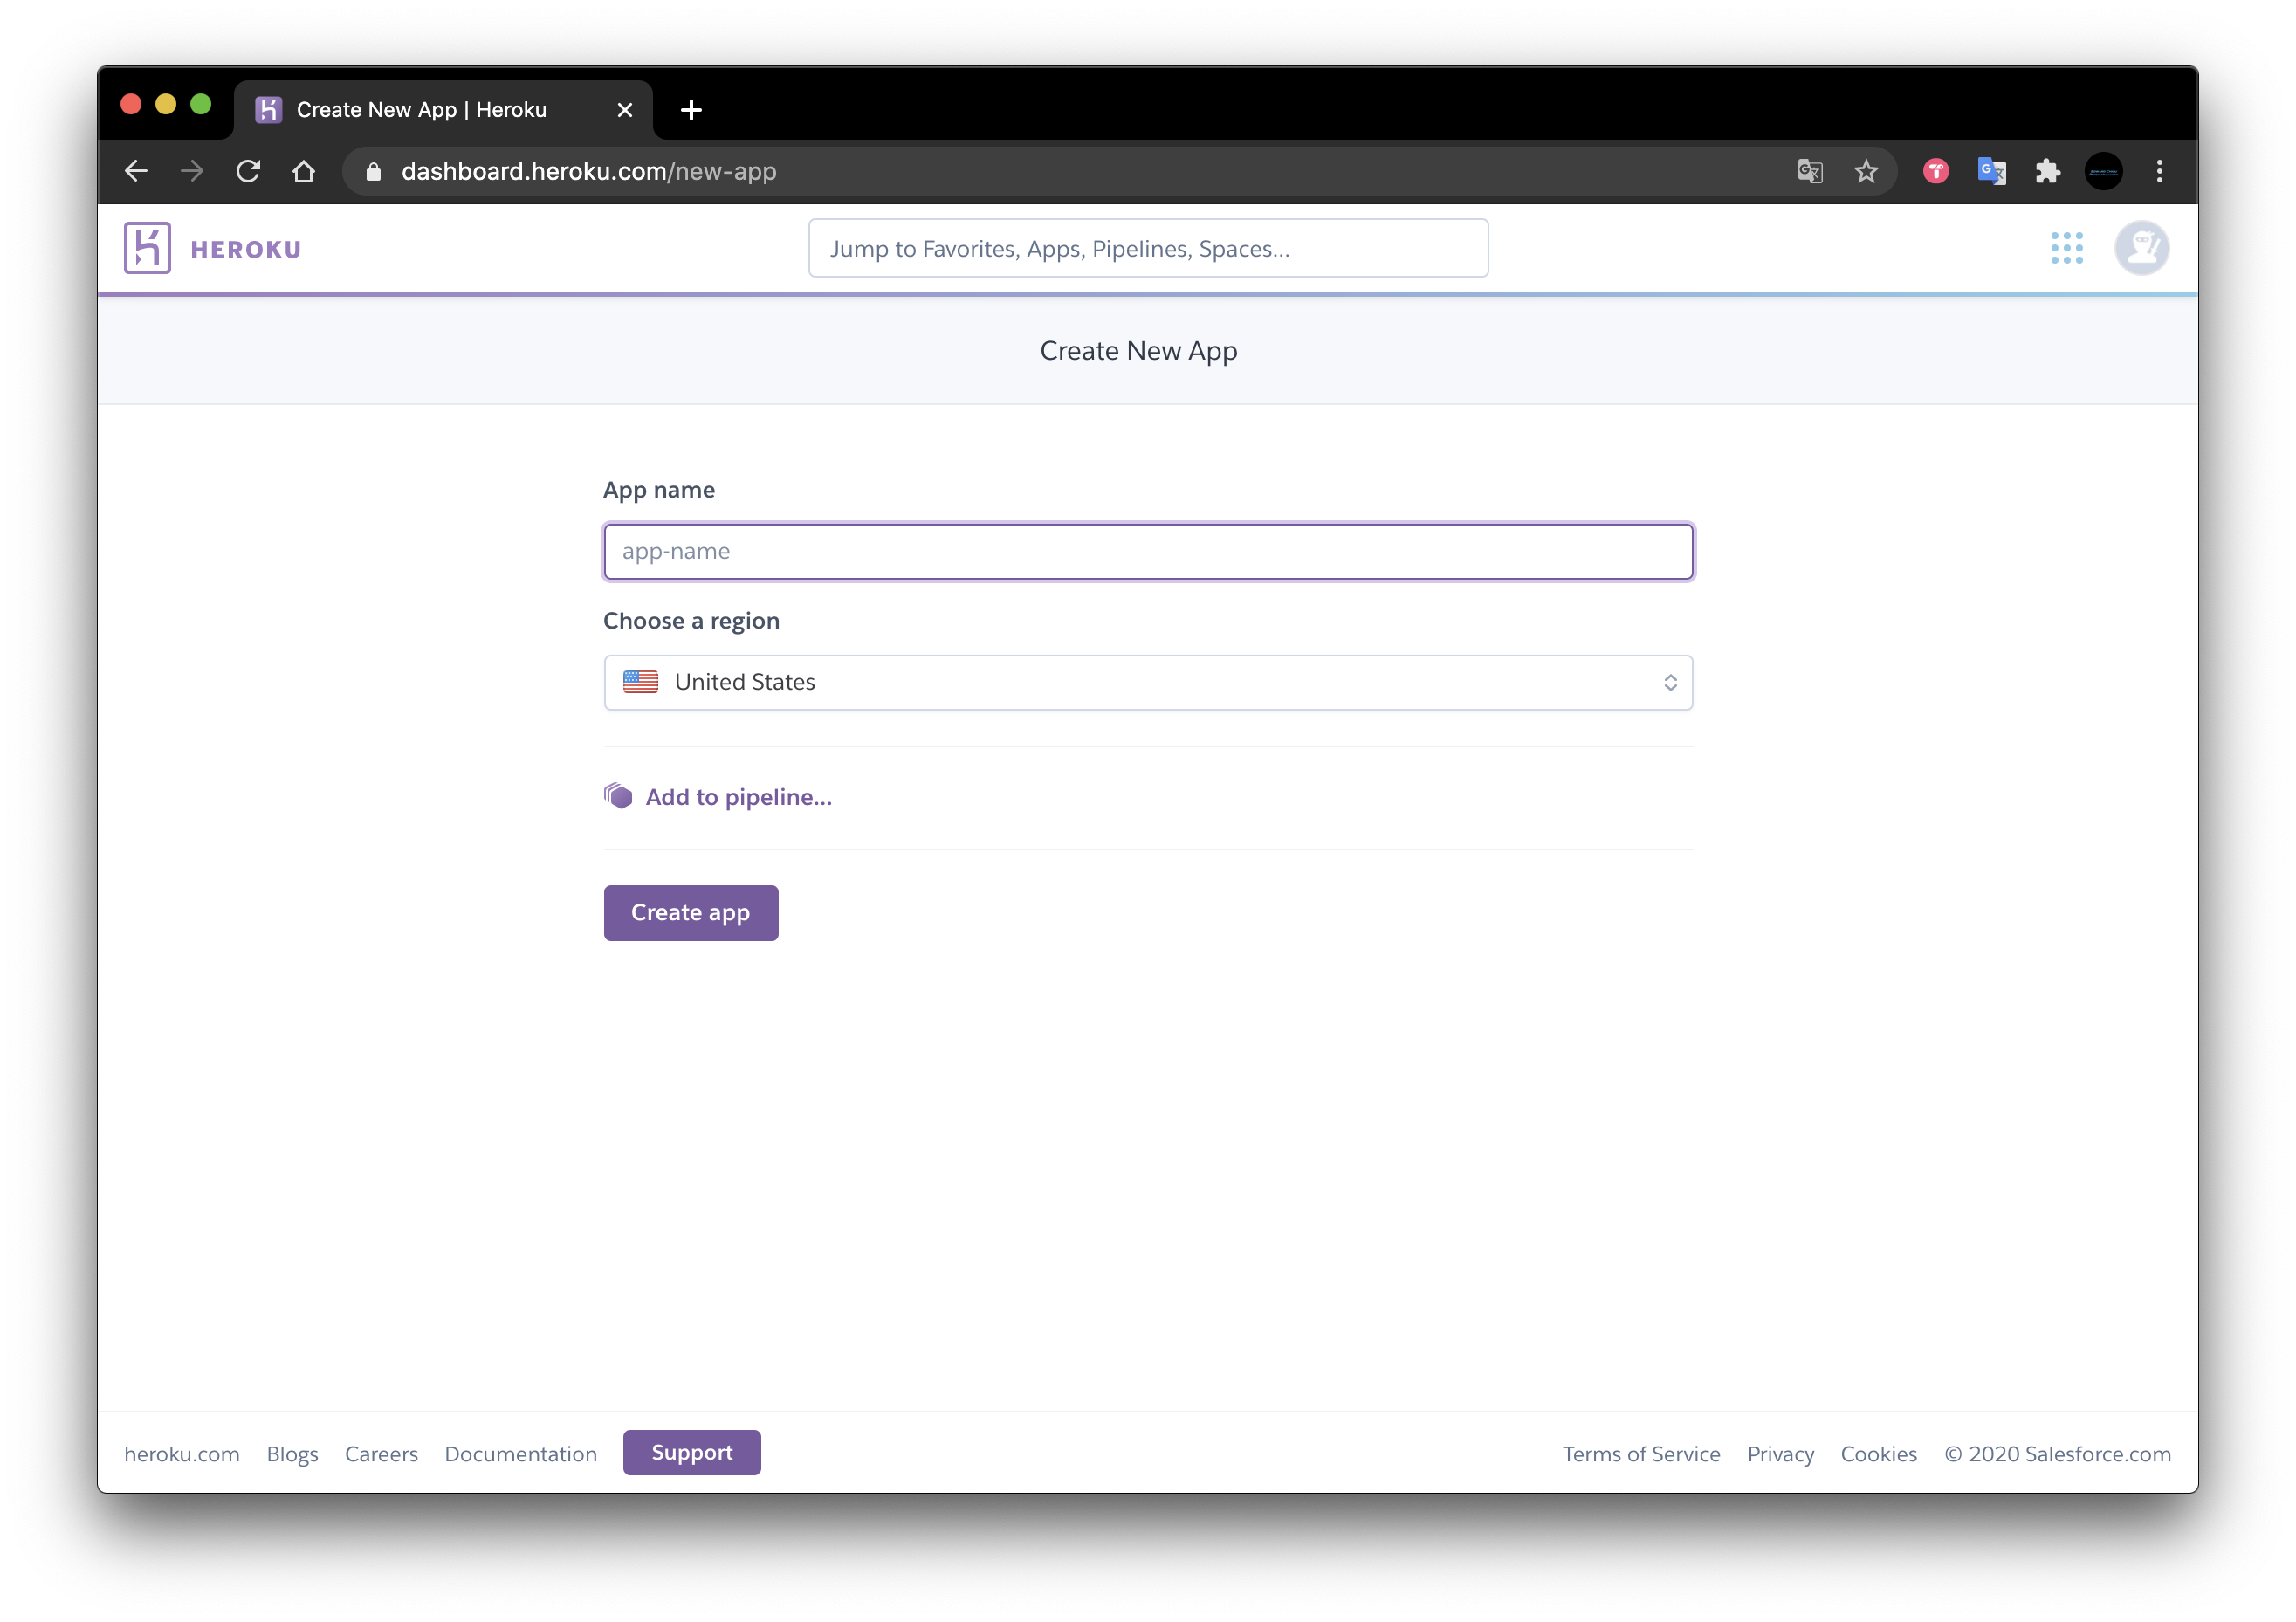 Create New App | Heroku
dashboard.heroku.com/new-app
HEROKU
Jump to Favorites, Apps, Pipelines, Spaces...
Create New App
App name
app-name
Choose a region
United States
Add to pipeline...
Create app
heroku.com Blogs Careers Documentation Support Terms of Service Privacy Cookies © 2020 Salesforce.com